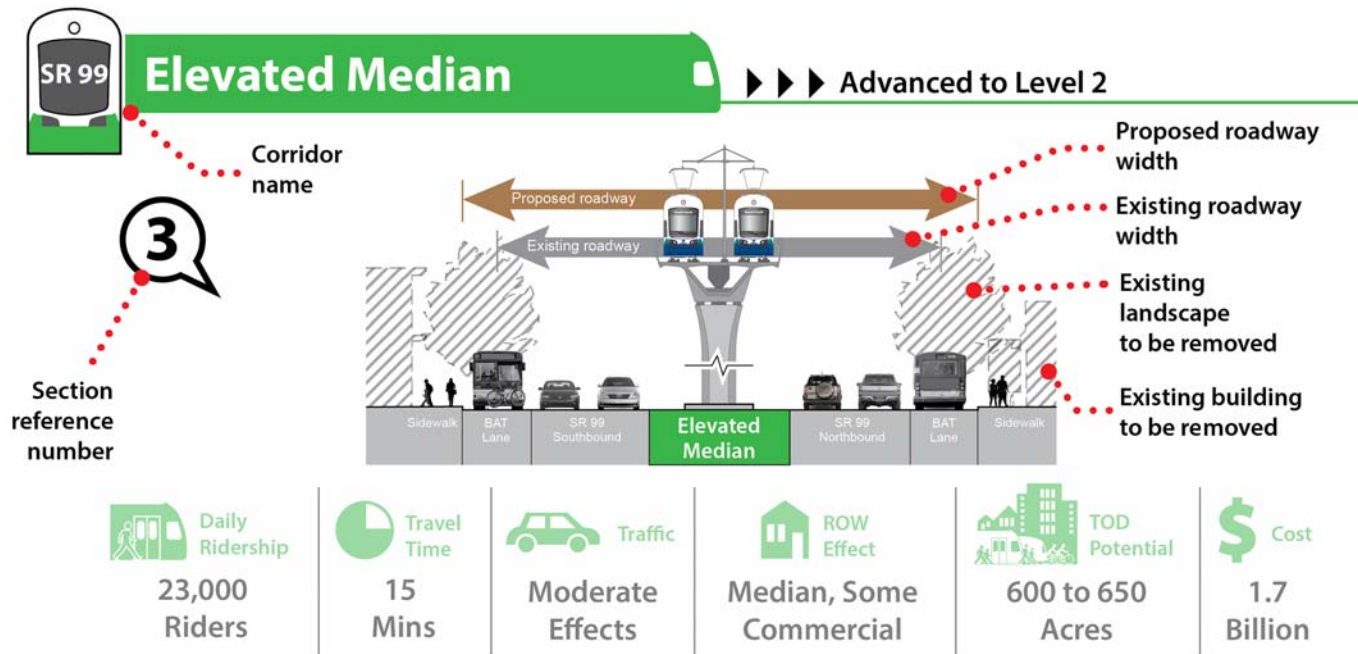 SR 99
Elevated Median
Advanced to Level 2
Corridor
name
3
Section
reference
number
Proposed roadway
Existing roadway
Proposed roadway
width
Existing roadway
width
Existing
landscape
to be removed
Existing building
to be removed
Sidewalk
BAT
Lane
SR 99
Southbound
Elevated
Median
SR 99
Northbound
BAT
Lane
Sidewalk
Daily
Ridership
23,000
Riders
Travel
Time
15
Mins
Traffic
Moderate
Effects
ROW
Effect
Median, Some
Commercial
TOD
Potential
600 to 650
Acres
$
Cost
1.7
Billion